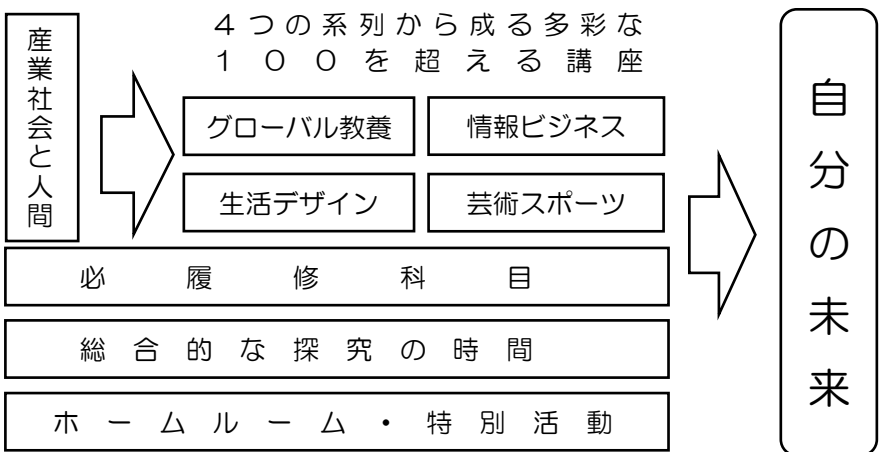 産業社会と人間
４つの系列から成る多彩な
１００を超える講座
グローバル教養
情報ビジネス
生活デザイン
芸術スポーツ
必履修科目
総合的な探究の時間
ホームルーム・特別活動
自分の未来